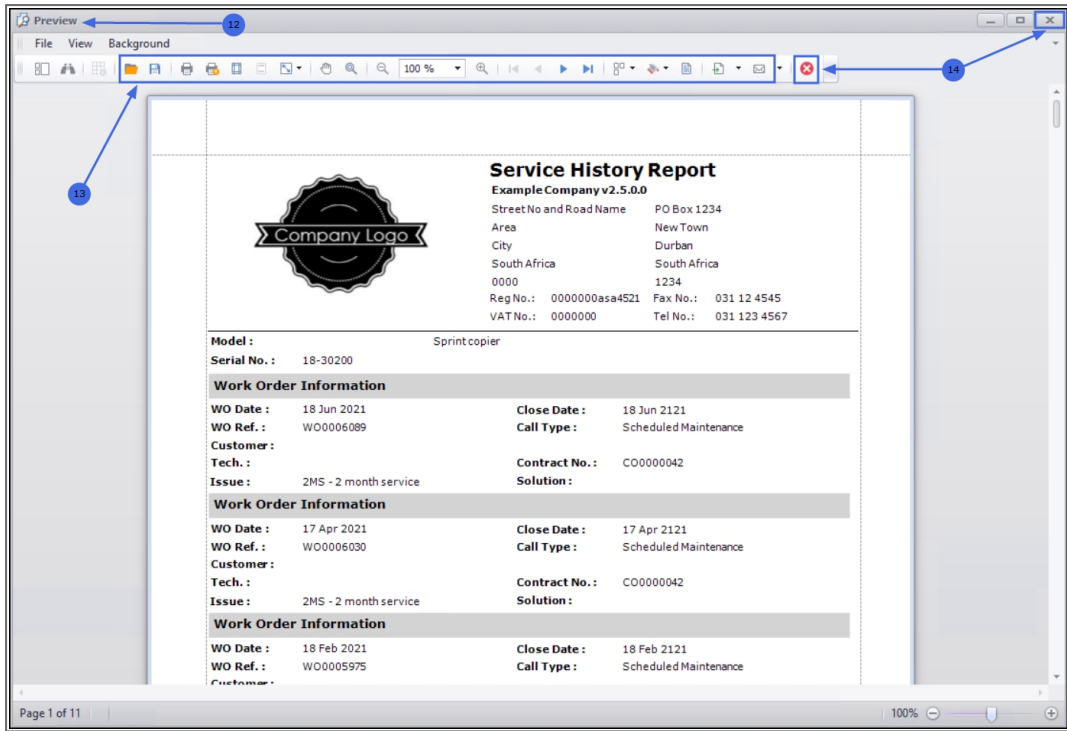 Preview
12
File View Background
100 %
14
13
Company Logo
Service History Report
Example Company v2.5.0.0
Street No and Road Name PO Box 1234
Area New Town
City Durban
South Africa South Africa
0000 1234
Reg No.: 0000000asa4521 Fax No.: 031 12 4545
VAT No.: 0000000 Tel No.: 031 123 4567
Model : Sprint copier
Serial No. : 18-30200
Work Order Information
WO Date : 18 Jun 2021 Close Date : 18 Jun 2121
WO Ref. : WO0006089 Call Type : Scheduled Maintenance
Customer :
Tech. : Contract No. : CO0000042
Issue : 2MS - 2 month service Solution :
Work Order Information
WO Date : 17 Apr 2021 Close Date : 17 Apr 2121
WO Ref. : WO0006030 Call Type : Scheduled Maintenance
Customer :
Tech. : Contract No. : CO0000042
Issue : 2MS - 2 month service Solution :
Work Order Information
WO Date : 18 Feb 2021 Close Date : 18 Feb 2121
WO Ref. : WO0005975 Call Type : Scheduled Maintenance
Customer :
Page 1 of 11 100%